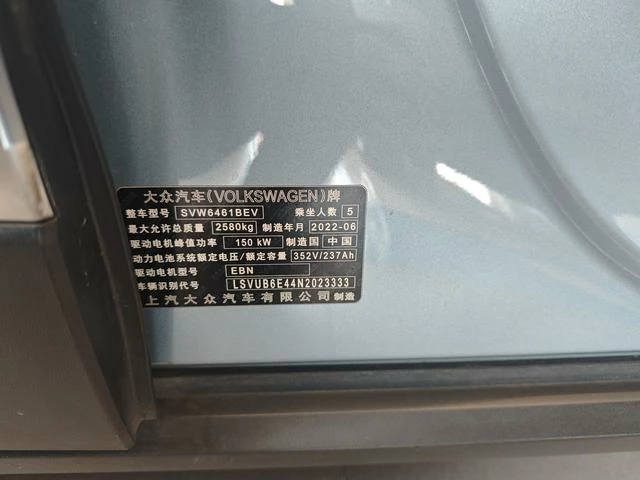 大众汽车(VOLKSWAGEN)牌
整车型号 SVW6461BEV 乘坐人数 5
最大允许总质量 2580kg 制造年月 2022-06
驱动电机峰值功率 150 kW 制造国 中国
动力电池系统额定电压/额定容量 352V/237Ah
驱动电机型号 EBN
车辆识别代号 LSVUB6E44N2023333
上汽大众汽车有限公司 制造